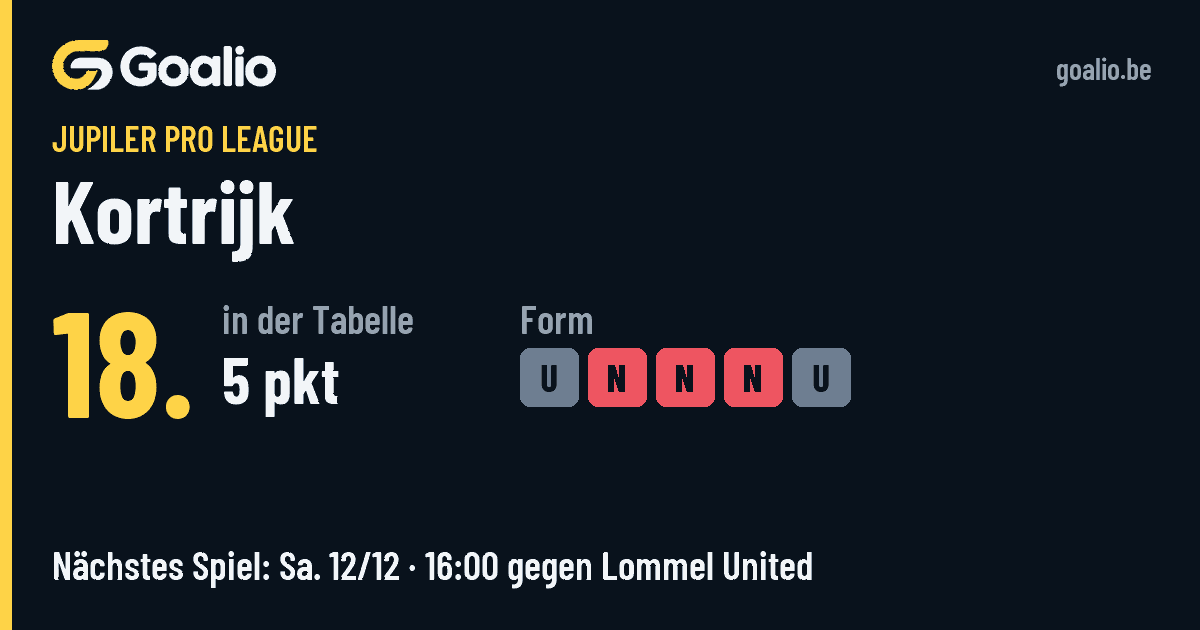 Goalio
goalio.be
JUPILER PRO LEAGUE
Kortrijk
18.
in der Tabelle
5 pkt
Form
U N N N U
Nächstes Spiel: Sa. 12/12 · 16:00 gegen Lommel United